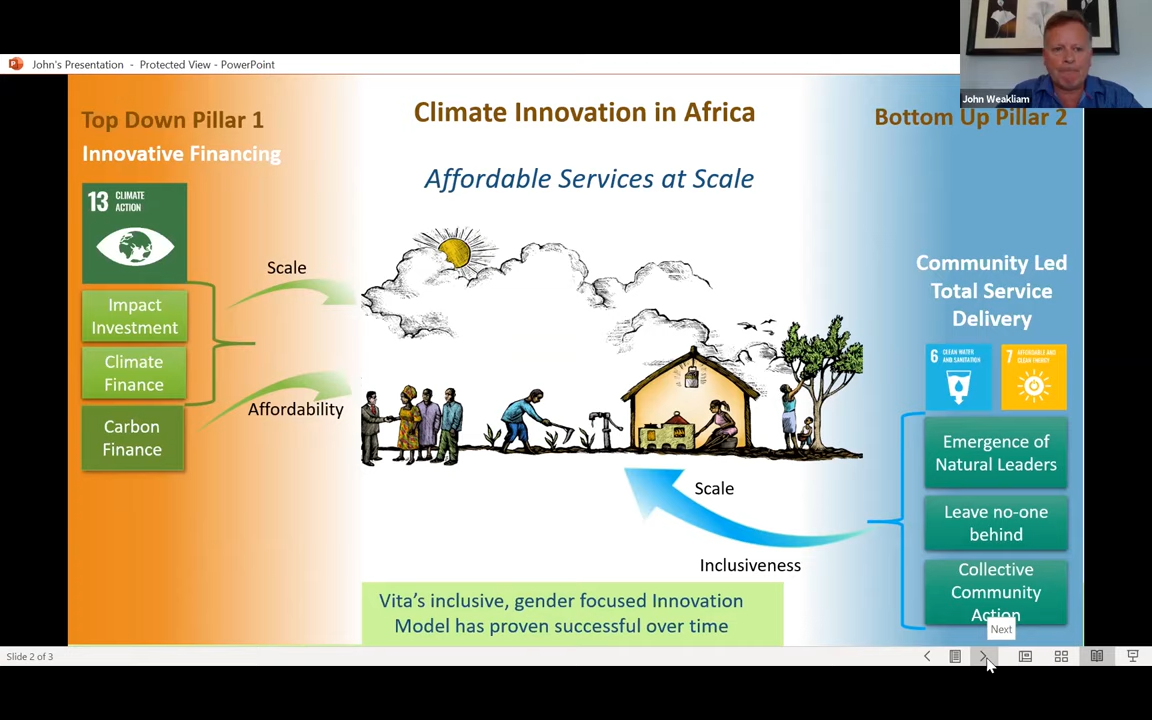 John's Presentation - Protected View - PowerPoint
John Weakliam
Top Down Pillar 1
Innovative Financing
13 CLIMATE
ACTION
Impact
Investment
Climate
Finance
Carbon
Finance
Scale
Affordability
Climate Innovation in Africa
Affordable Services at Scale
Scale
Inclusiveness
Vita's inclusive, gender focused Innovation
Model has proven successful over time
Bottom Up Pillar 2
Community Led
Total Service
Delivery
6 CLEAN WATER
AND SANITATION
7 AFFORDABLE AND
CLEAN ENERGY
Emergence of
Natural Leaders
Leave no-one
behind
Collective
Community
Action
Next
Slide 2 of 3